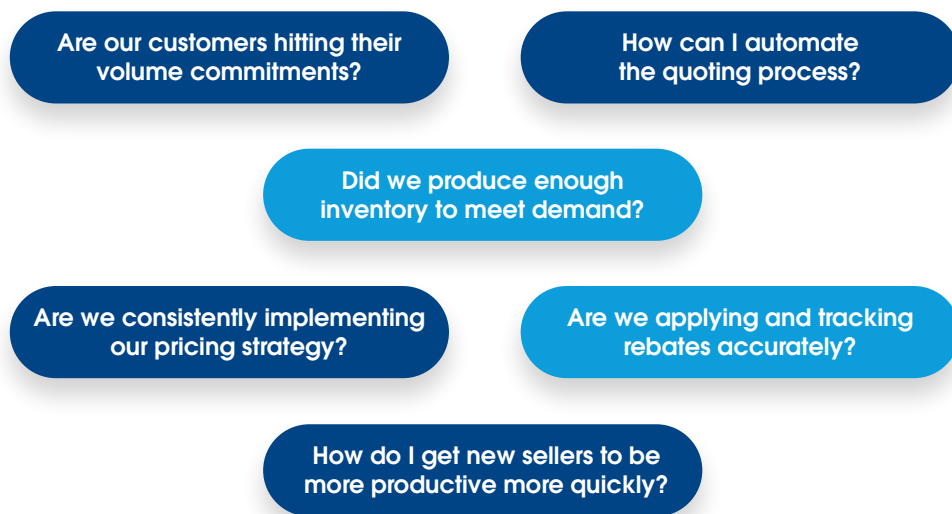 Are our customers hitting their
volume commitments?
How can I automate
the quoting process?
Did we produce enough
inventory to meet demand?
Are we consistently implementing
our pricing strategy?
Are we applying and tracking
rebates accurately?
How do I get new sellers to be
more productive more quickly?